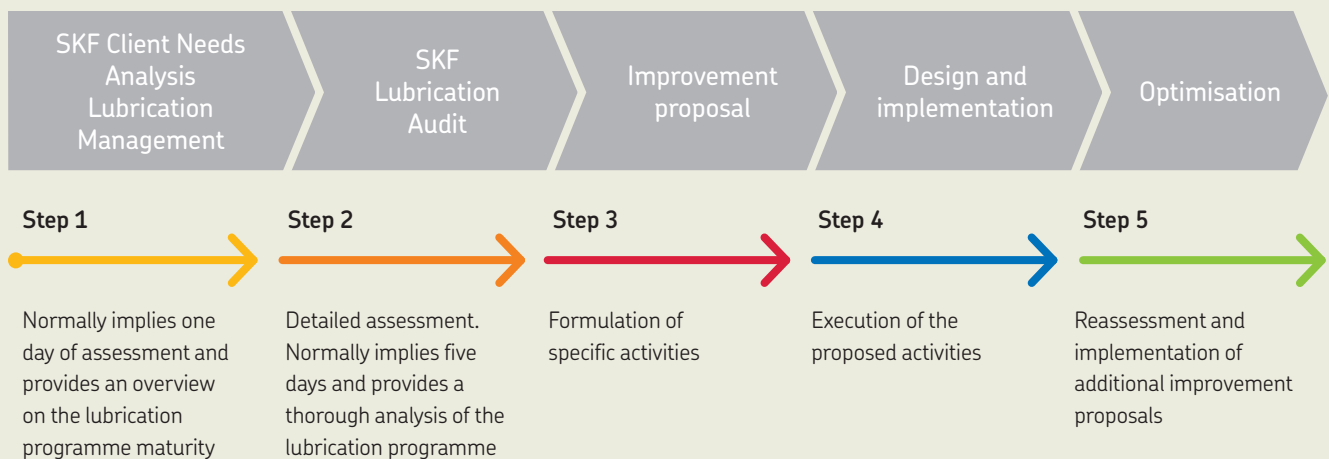 SKF Client Needs
Analysis
Lubrication
Management
SKF
Lubrication
Audit
Improvement
proposal
Design and
implementation
Optimisation
Step 1
Step 2
Step 3
Step 4
Step 5
Normally implies one
day of assessment and
provides an overview
on the lubrication
programme maturity
Detailed assessment.
Normally implies five
days and provides a
thorough analysis of the
lubrication programme
Formulation of
specific activities
Execution of the
proposed activities
Reassessment and
implementation of
additional improvement
proposals